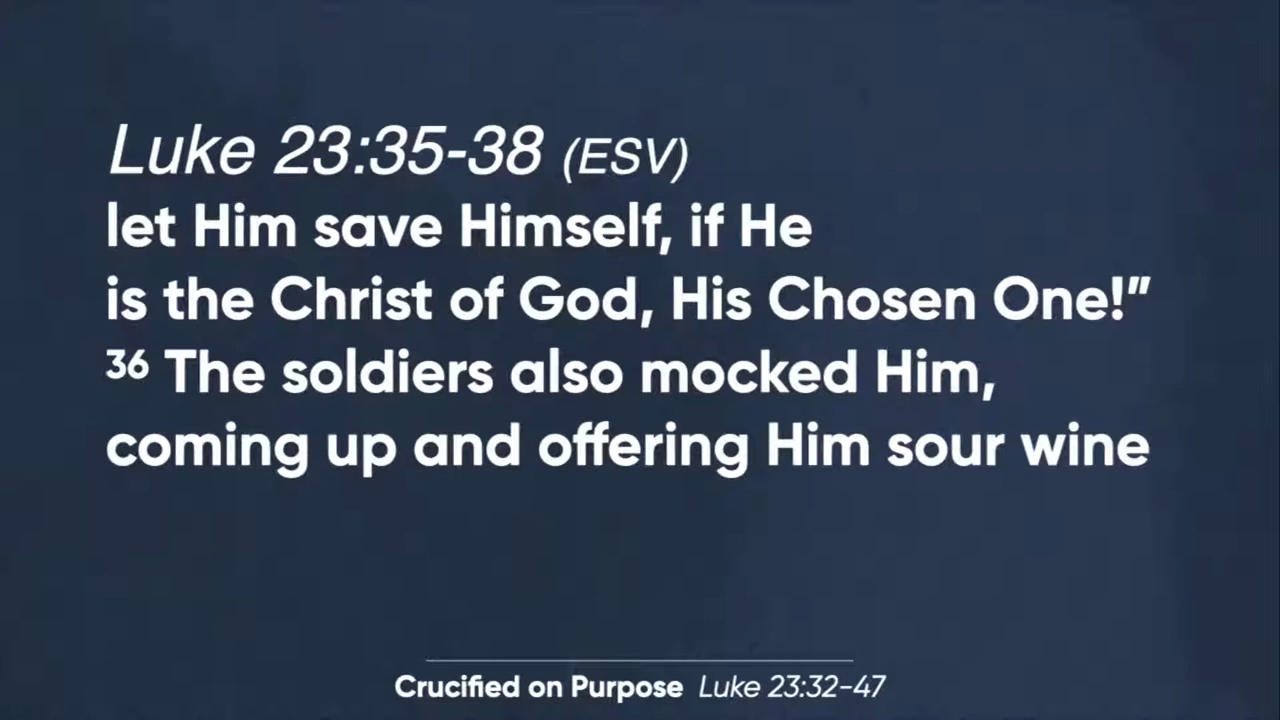 Luke 23:35-38 (ESV)
let Him save Himself, if He
is the Christ of God, His Chosen One!”
36 The soldiers also mocked Him,
coming up and offering Him sour wine
Crucified on Purpose Luke 23:32-47